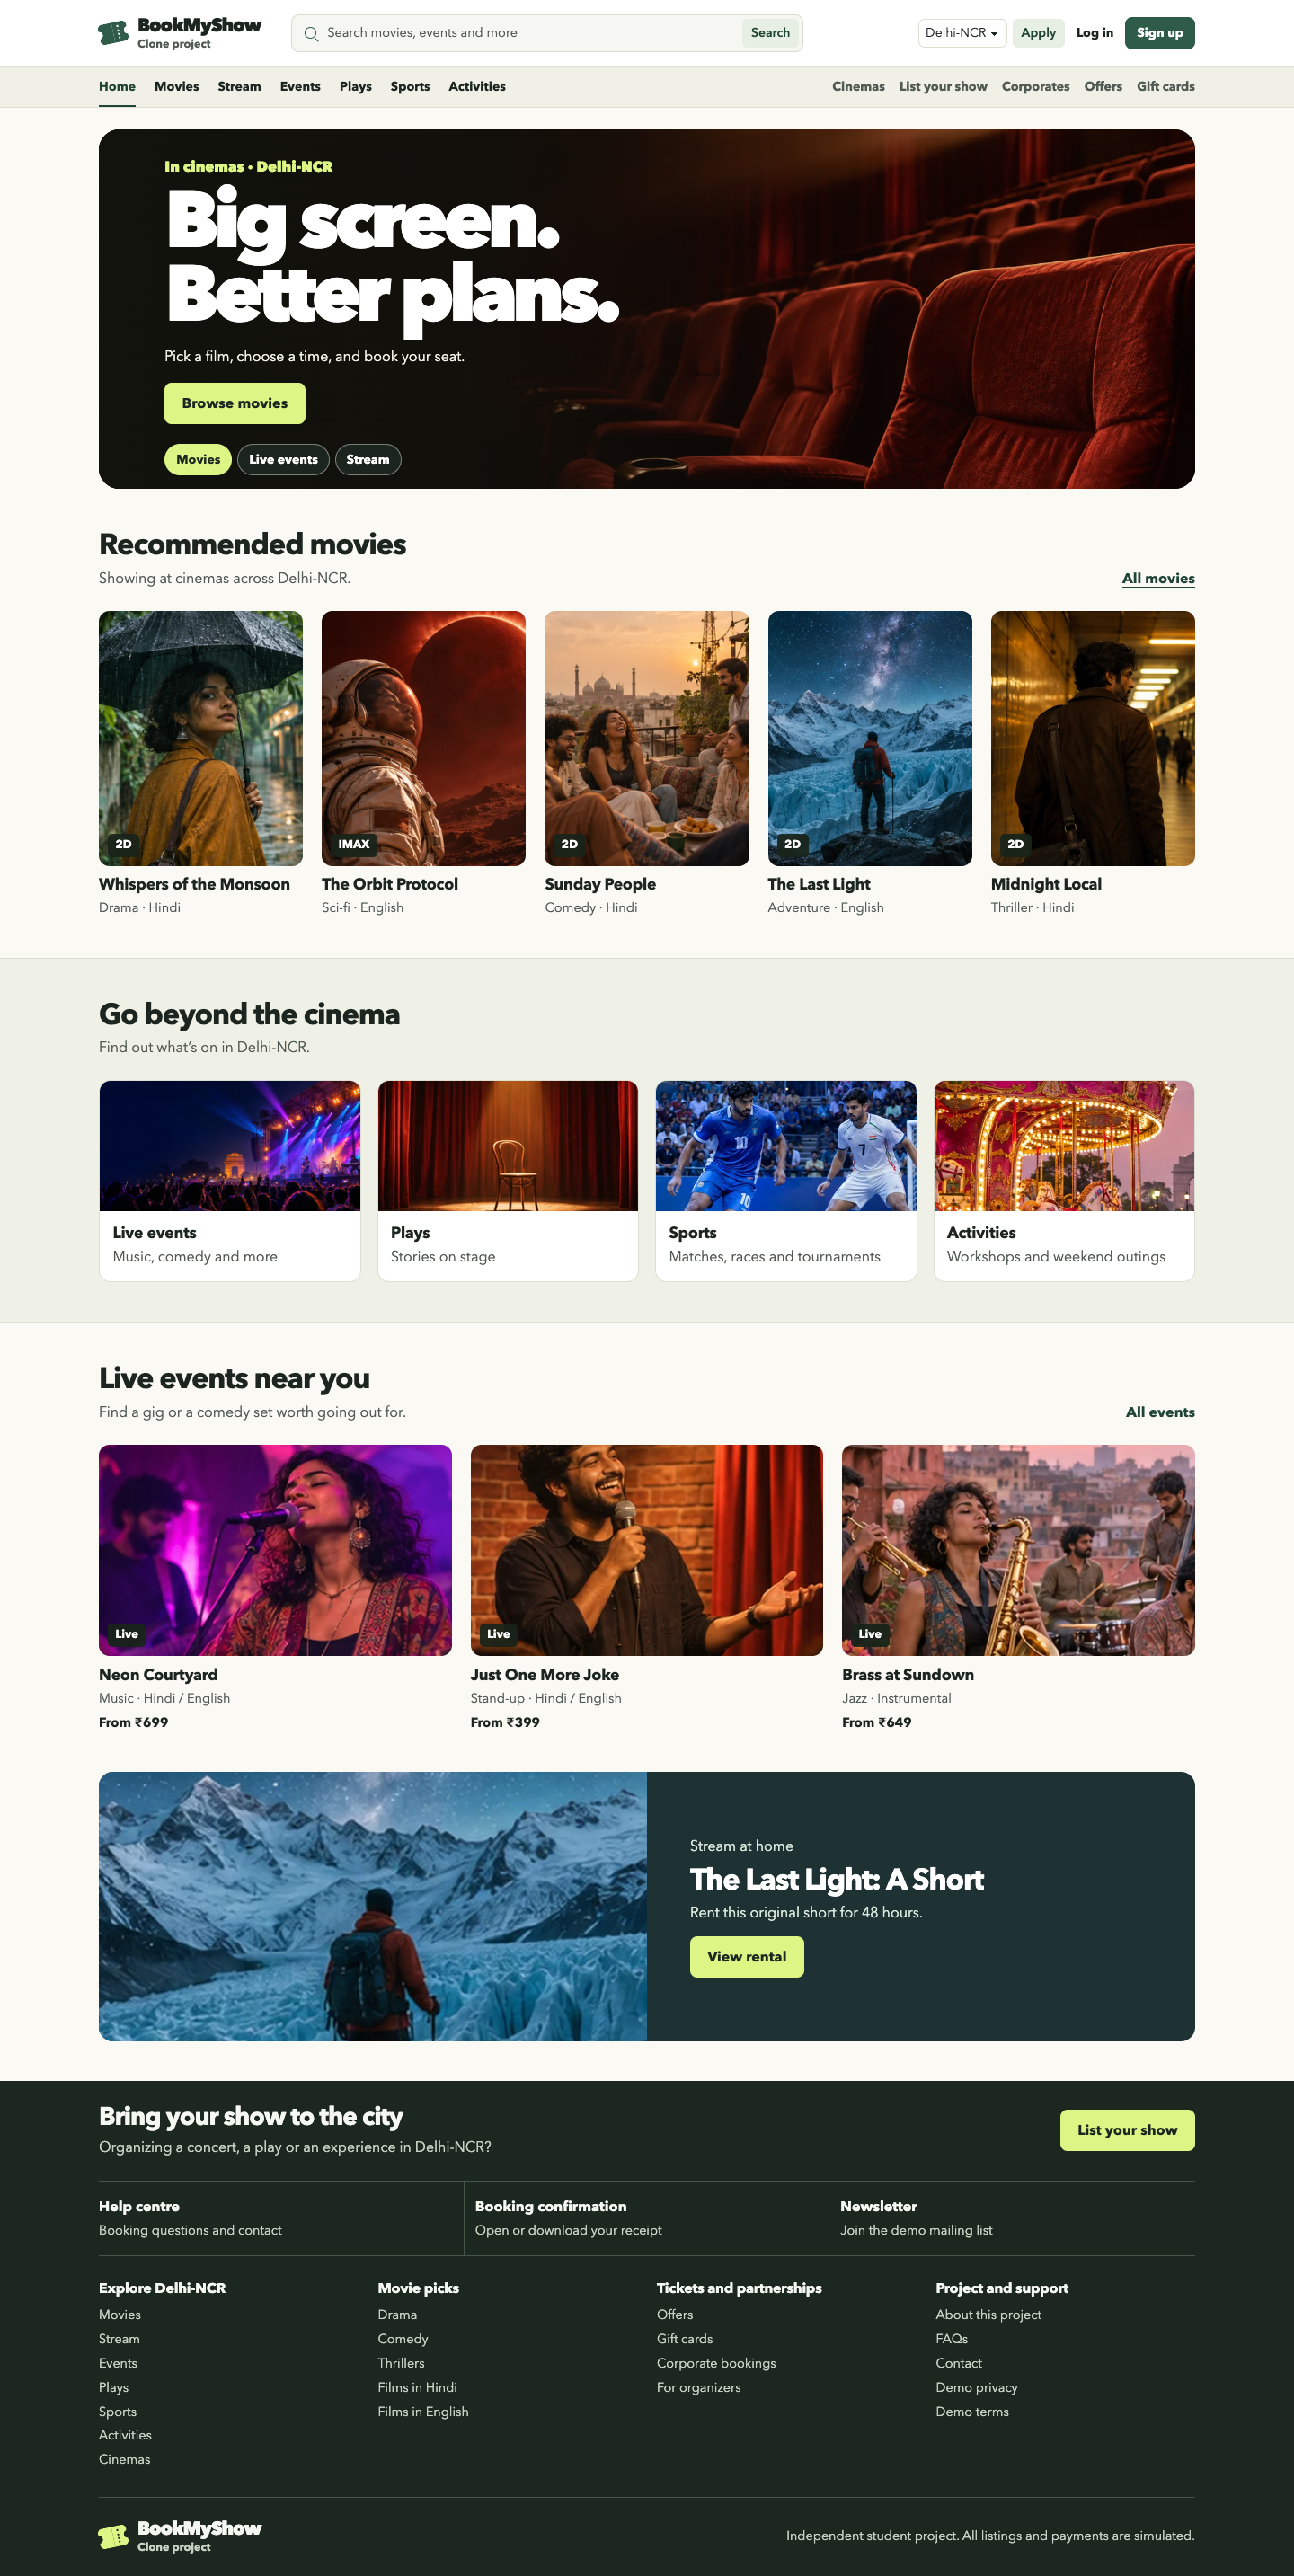 BookMyShow
Clone project
Search movies, events and more
Search
Delhi-NCR
Apply
Log in
Sign up
Home
Movies
Stream
Events
Plays
Sports
Activities
Cinemas
List your show
Corporates
Offers
Gift cards
In cinemas • Delhi-NCR
Big screen.
Better plans.
Pick a film, choose a time, and book your seat.
Browse movies
Movies
Live events
Stream
Recommended movies
Showing at cinemas across Delhi-NCR.
All movies
2D
IMAX
2D
2D
2D
Whispers of the Monsoon
Drama · Hindi
The Orbit Protocol
Sci-fi · English
Sunday People
Comedy · Hindi
The Last Light
Adventure · English
Midnight Local
Thriller · Hindi
Go beyond the cinema
Find out what’s on in Delhi-NCR.
10
10
7
Live events
Music, comedy and more
Plays
Stories on stage
Sports
Matches, races and tournaments
Activities
Workshops and weekend outings
Live events near you
Find a gig or a comedy set worth going out for.
All events
Live
Live
Live
Neon Courtyard
Music · Hindi / English
From ₹699
Just One More Joke
Stand-up · Hindi / English
From ₹399
Brass at Sundown
Jazz · Instrumental
From ₹649
Stream at home
The Last Light: A Short
Rent this original short for 48 hours.
View rental
Bring your show to the city
Organizing a concert, a play or an experience in Delhi-NCR?
List your show
Help centre
Booking questions and contact
Booking confirmation
Open or download your receipt
Newsletter
Join the demo mailing list
Explore Delhi-NCR
Movies
Stream
Events
Plays
Sports
Activities
Cinemas
Movie picks
Drama
Comedy
Thrillers
Films in Hindi
Films in English
Tickets and partnerships
Offers
Gift cards
Corporate bookings
For organizers
Project and support
About this project
FAQs
Contact
Demo privacy
Demo terms
BookMyShow
Clone project
Independent student project. All listings and payments are simulated.